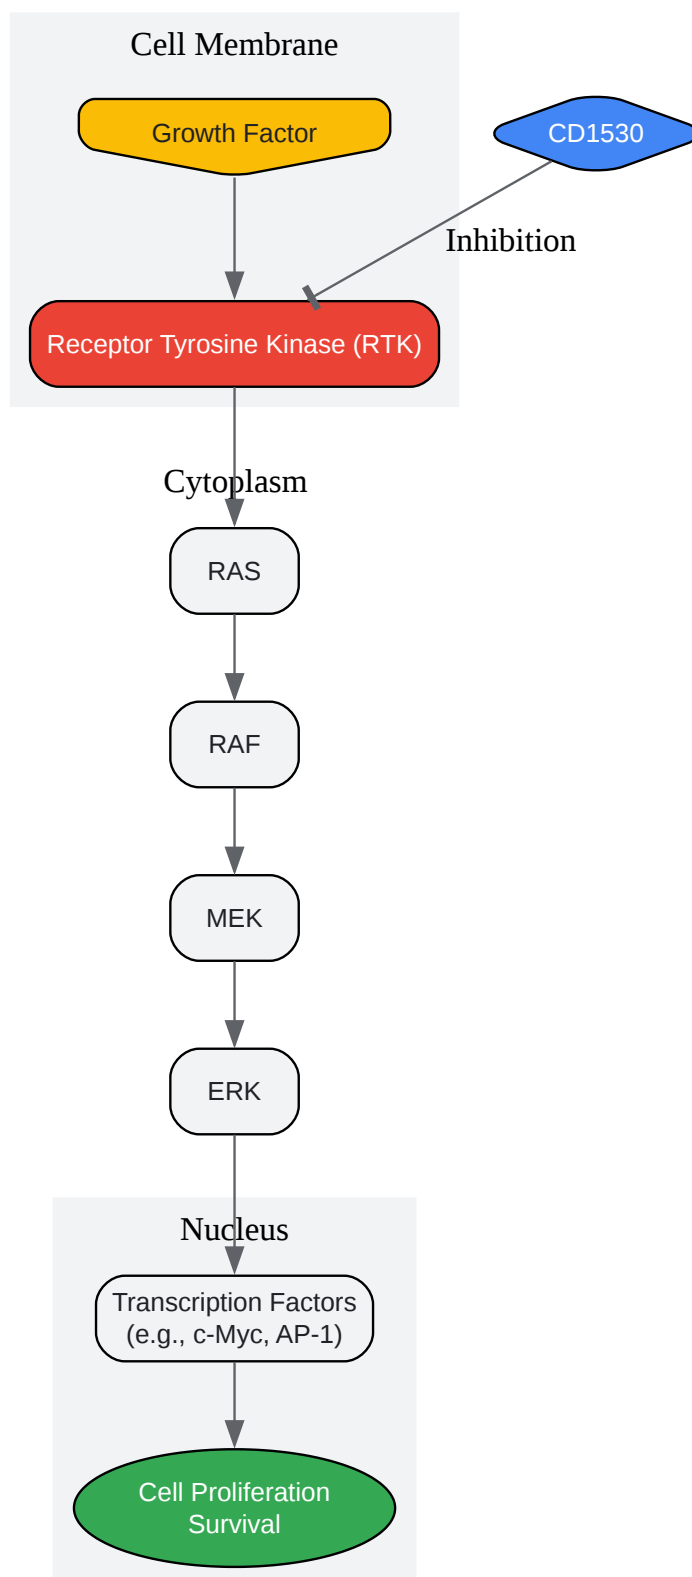 Cell Membrane
Growth Factor
CD1530
Inhibition
Receptor Tyrosine Kinase (RTK)
Cytoplasm
RAS
RAF
MEK
ERK
Nucleus
Transcription Factors
(e.g., c-Myc, AP-1)
Cell Proliferation
Survival